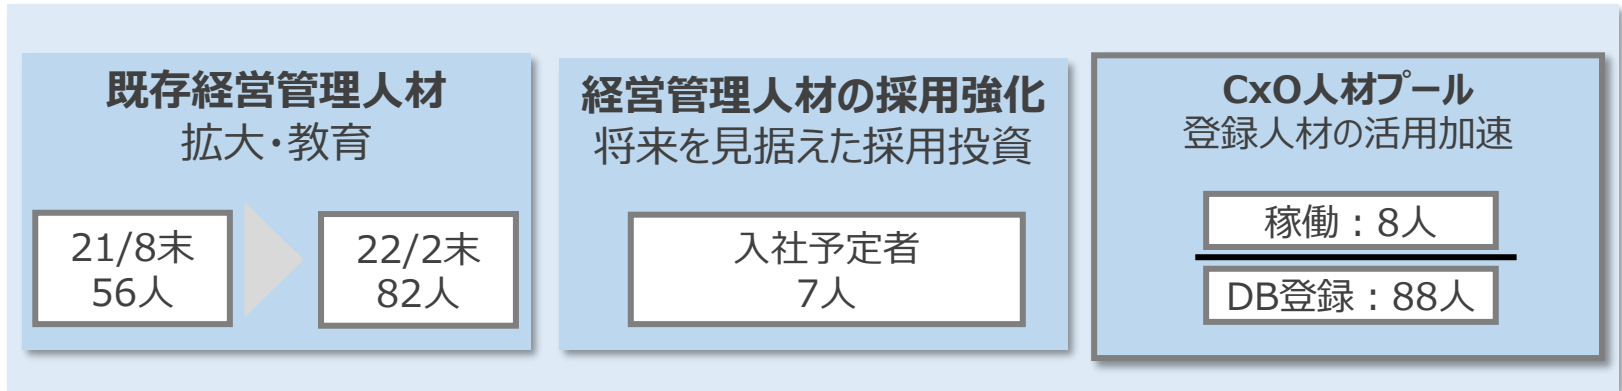 既存経営管理人材
拡大・教育
21/8末
56人
22/2末
82人
経営管理人材の採用強化
将来を見据えた採用投資
入社予定者
7人
CxO人材プール
登録人材の活用加速
稼働：8人
DB登録：88人